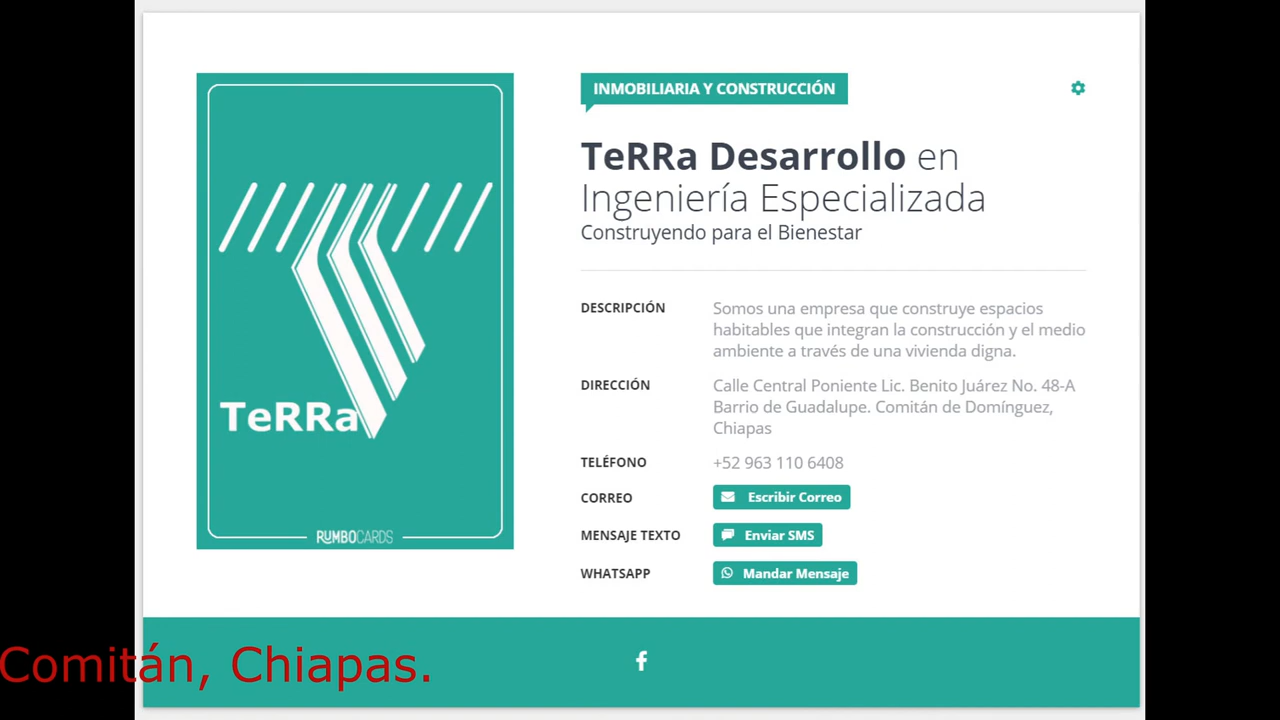 INMOBILIARIA Y CONSTRUCCIÓN
TeRRa Desarrollo en
Ingeniería Especializada
Construyendo para el Bienestar
TeRRa
RUMBOCARDS
DESCRIPCIÓN
Somos una empresa que construye espacios
habitables que integran la construcción y el medio
ambiente a través de una vivienda digna.
DIRECCIÓN
Calle Central Poniente Lic. Benito Juárez No. 48-A
Barrio de Guadalupe. Comitán de Domínguez,
Chiapas
TELÉFONO
+52 963 110 6408
CORREO
Escribir Correo
MENSAJE TEXTO
Enviar SMS
WHATSAPP
Mandar Mensaje
Comitán, Chiapas.